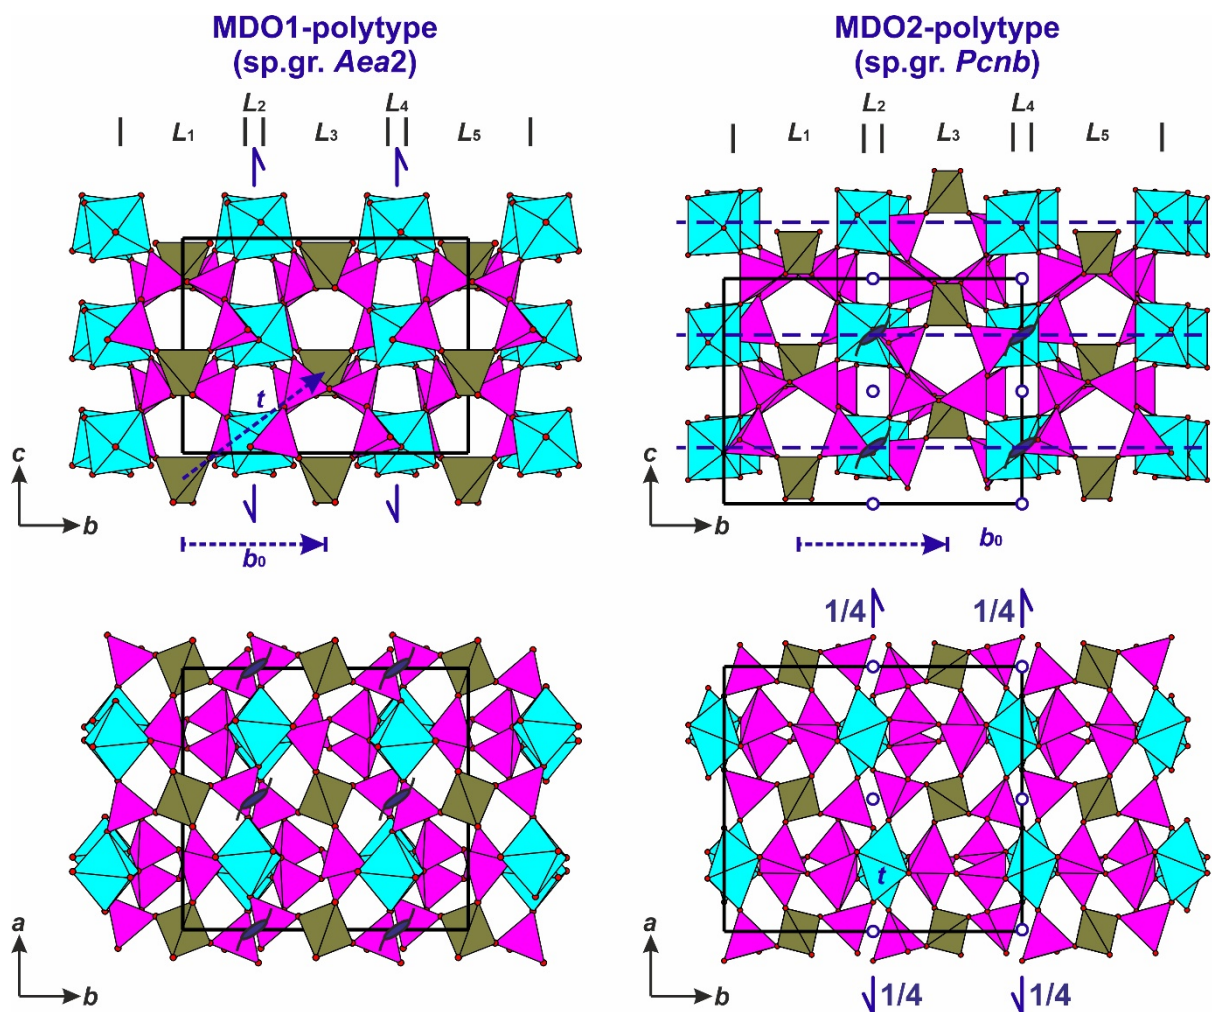 MDO1-polytype
(sp.gr. Aea2)
L2 L4
L1 L3 L5
t
c
b
b0
a
b
MDO2-polytype
(sp.gr. Pcnb)
L2 L4
L1 L3 L5
c
b
b0
1/4 1/4
t
a
b
1/4 1/4